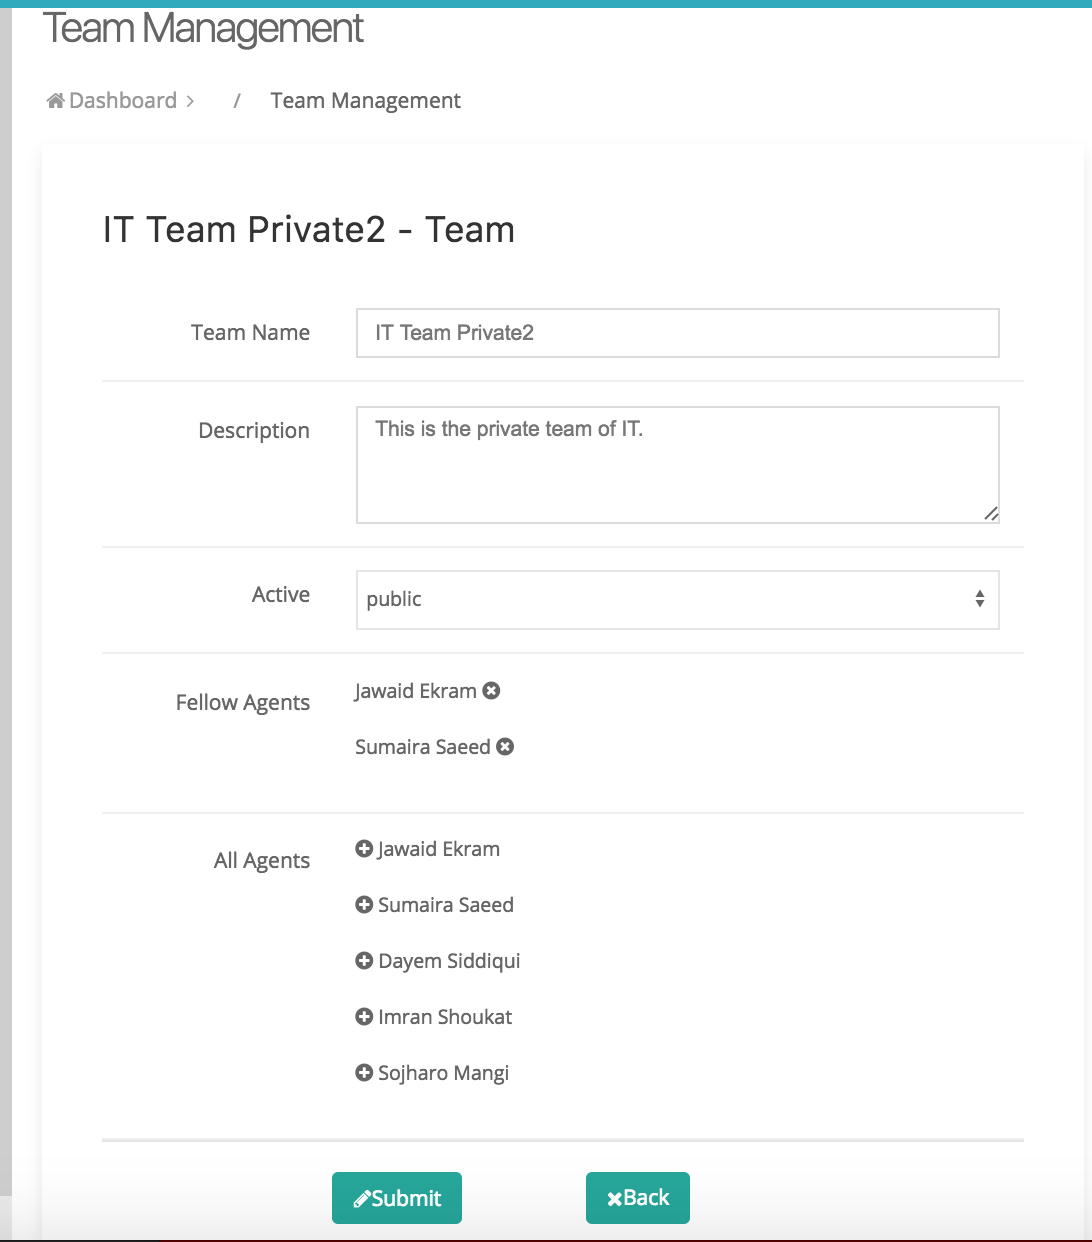 Team Management
Dashboard > / Team Management
IT Team Private2 - Team
Team Name IT Team Private2
Description This is the private team of IT.
Active public
Fellow Agents Jawaid Ekram
Sumaira Saeed
All Agents Jawaid Ekram
Sumaira Saeed
Dayem Siddiqui
Imran Shoukat
Sojharo Mangi
Submit Back